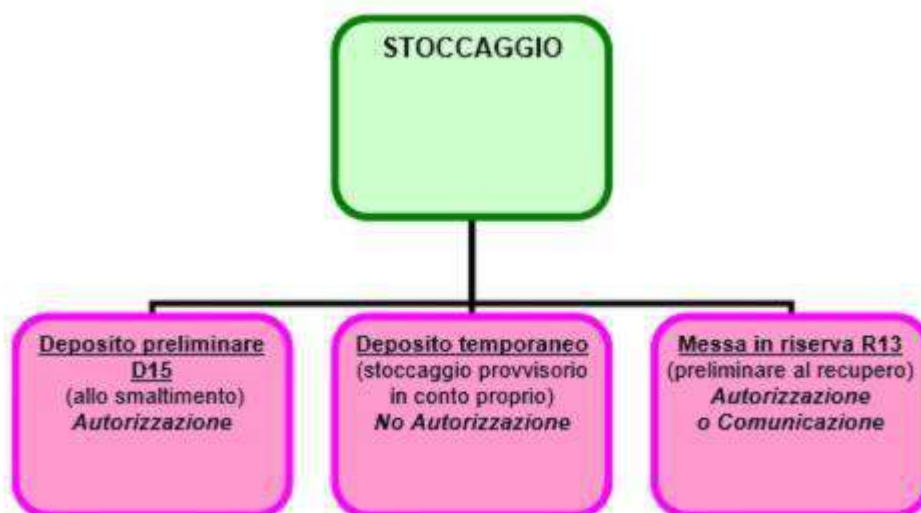 STOCCAGGIO
Deposito preliminare
D15
(allo smaltimento)
Autorizzazione
Deposito temporaneo
(stoccaggio provvisorio
in conto proprio)
No Autorizzazione
Messa in riserva R13
(preliminare al recupero)
Autorizzazione
o Comunicazione